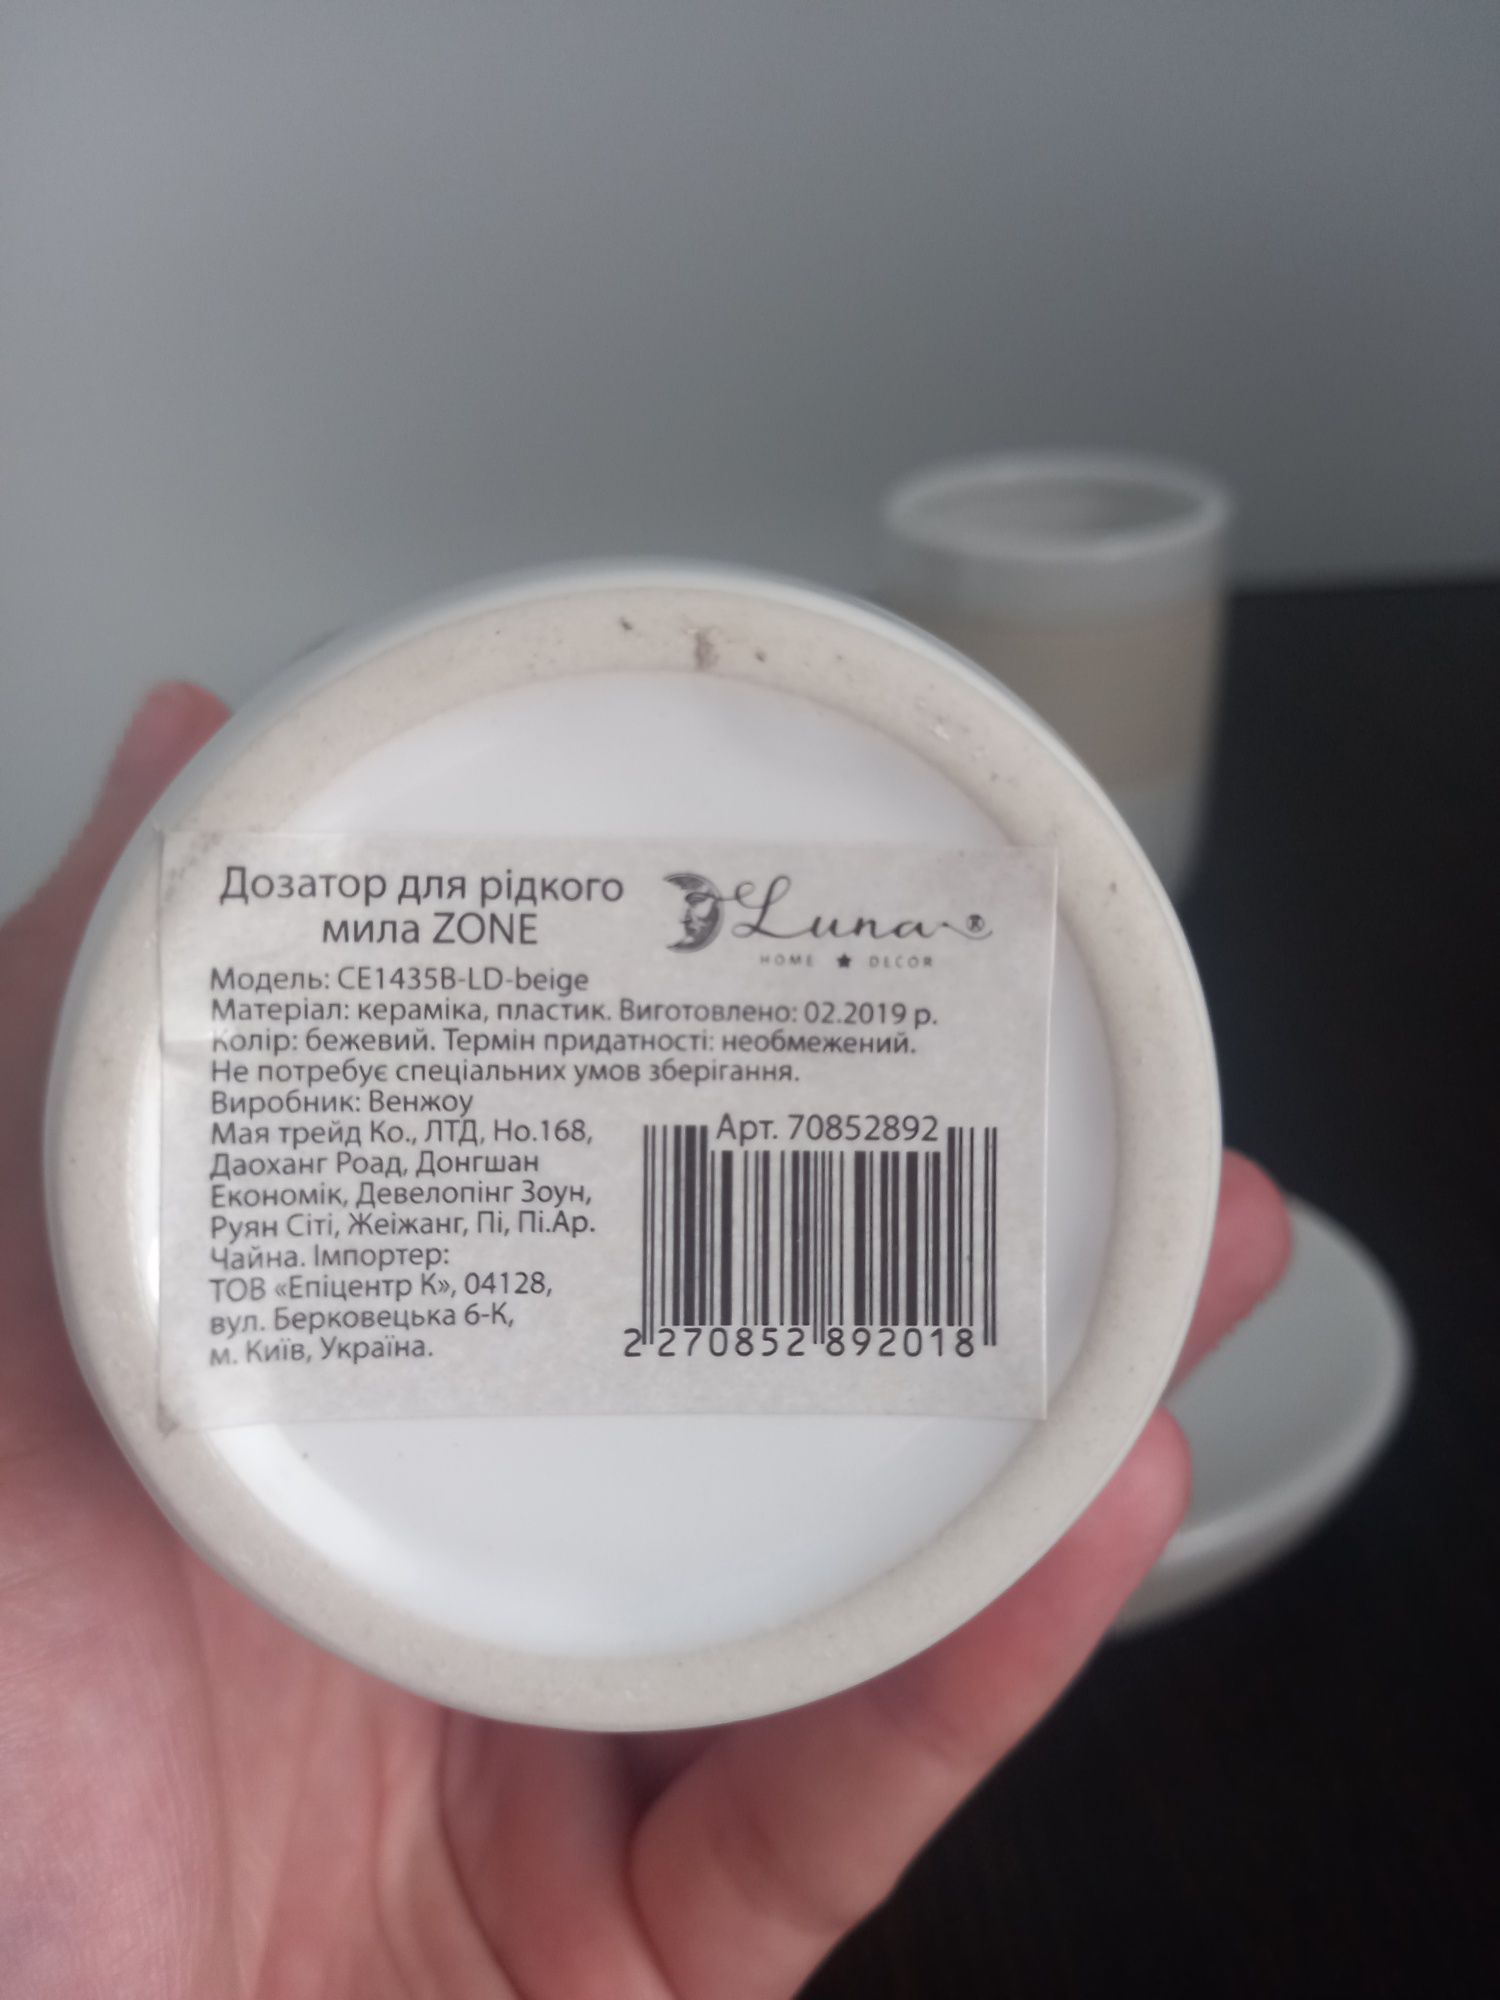 Дозатор для рідкого
мила ZONE
Luna®
HOME ★ DECOR
Модель: CE1435B-LD-beige
Матеріал: кераміка, пластик. Виготовлено: 02.2019 р.
Колір: бежевий. Термін придатності: необмежений.
Не потребує спеціальних умов зберігання.
Виробник: Венжоу
Мая трейд Ко., ЛТД, Но.168,
Даоханг Роад, Донгшан
Економік, Девелопінг Зоун,
Руян Сіті, Жеіжанг, Пі, Пі.Ар.
Чайна. Імпортер:
ТОВ «Епіцентр К», 04128,
вул. Берковецька 6-К,
м. Київ, Україна.
Арт. 70852892
2 270852 892018